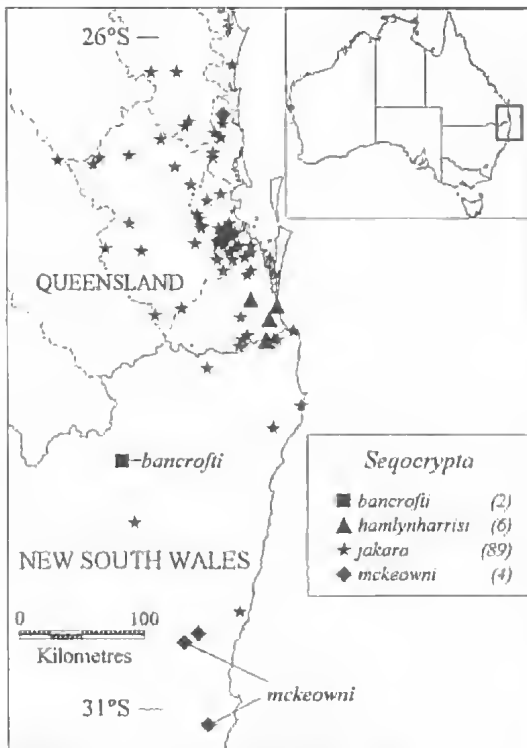 26°S
QUEENSLAND
bancrofti
Seqocrypta
bancrofti (2)
hamlynharrisi (6)
jakara (89)
mckeowni (4)
NEW SOUTH WALES
0 100
Kilometres
mckeowni
31°S